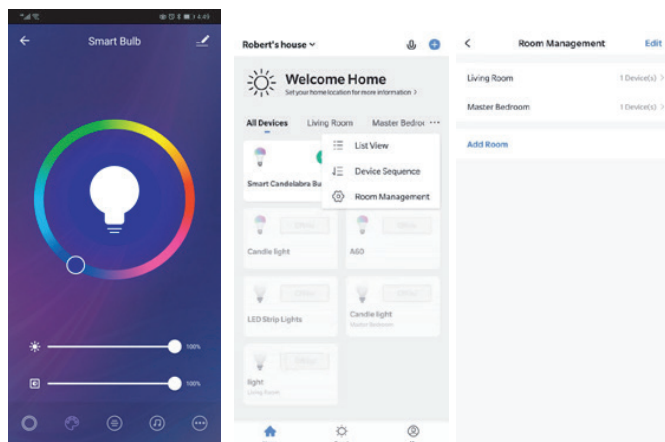 4:49
Smart Bulb
100%
100%
Robert's house
Welcome Home
Set your home location for more information >
All Devices Living Room Master Bedroo
List View
Device Sequence
Room Management
Smart Candelabra Bu
Candle light
A60
LED Strip Lights
Candle light
Master Bedroom
light
Living Room
Room Management Edit
Living Room 1 Device(s) >
Master Bedroom 1 Device(s) >
Add Room